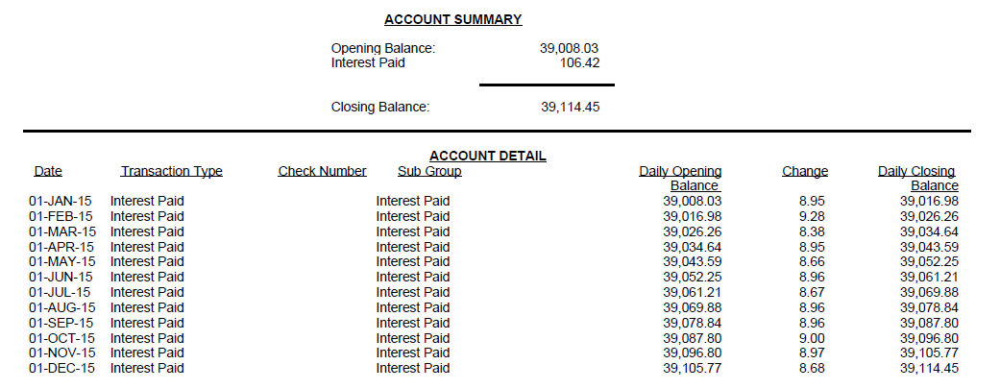 ACCOUNT SUMMARY
Opening Balance: 39,008.03
Interest Paid 106.42
Closing Balance: 39,114.45
ACCOUNT DETAIL
Date Transaction Type Check Number Sub Group Daily Opening Change Daily Closing
Balance Balance
01-JAN-15 Interest Paid Interest Paid 39,008.03 8.95 39,016.98
01-FEB-15 Interest Paid Interest Paid 39,016.98 9.28 39,026.26
01-MAR-15 Interest Paid Interest Paid 39,026.26 8.38 39,034.64
01-APR-15 Interest Paid Interest Paid 39,034.64 8.95 39,043.59
01-MAY-15 Interest Paid Interest Paid 39,043.59 8.66 39,052.25
01-JUN-15 Interest Paid Interest Paid 39,052.25 8.96 39,061.21
01-JUL-15 Interest Paid Interest Paid 39,061.21 8.67 39,069.88
01-AUG-15 Interest Paid Interest Paid 39,069.88 8.96 39,078.84
01-SEP-15 Interest Paid Interest Paid 39,078.84 8.96 39,087.80
01-OCT-15 Interest Paid Interest Paid 39,087.80 9.00 39,096.80
01-NOV-15 Interest Paid Interest Paid 39,096.80 8.97 39,105.77
01-DEC-15 Interest Paid Interest Paid 39,105.77 8.68 39,114.45